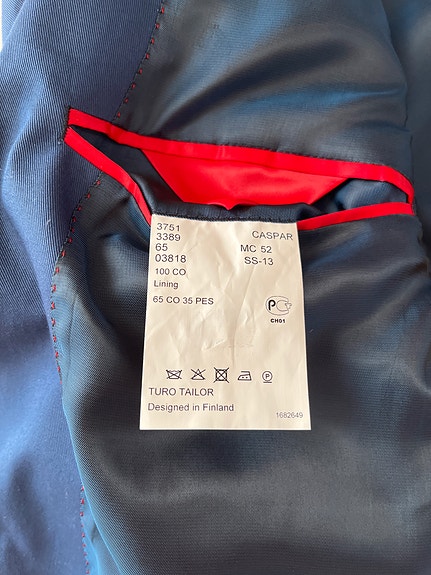 3751
3389 CASPAR
65 MC 52
03818 SS-13
100 CO
Lining
65 CO 35 PES
CH01
P
TURO TAILOR
Designed in Finland
1682649